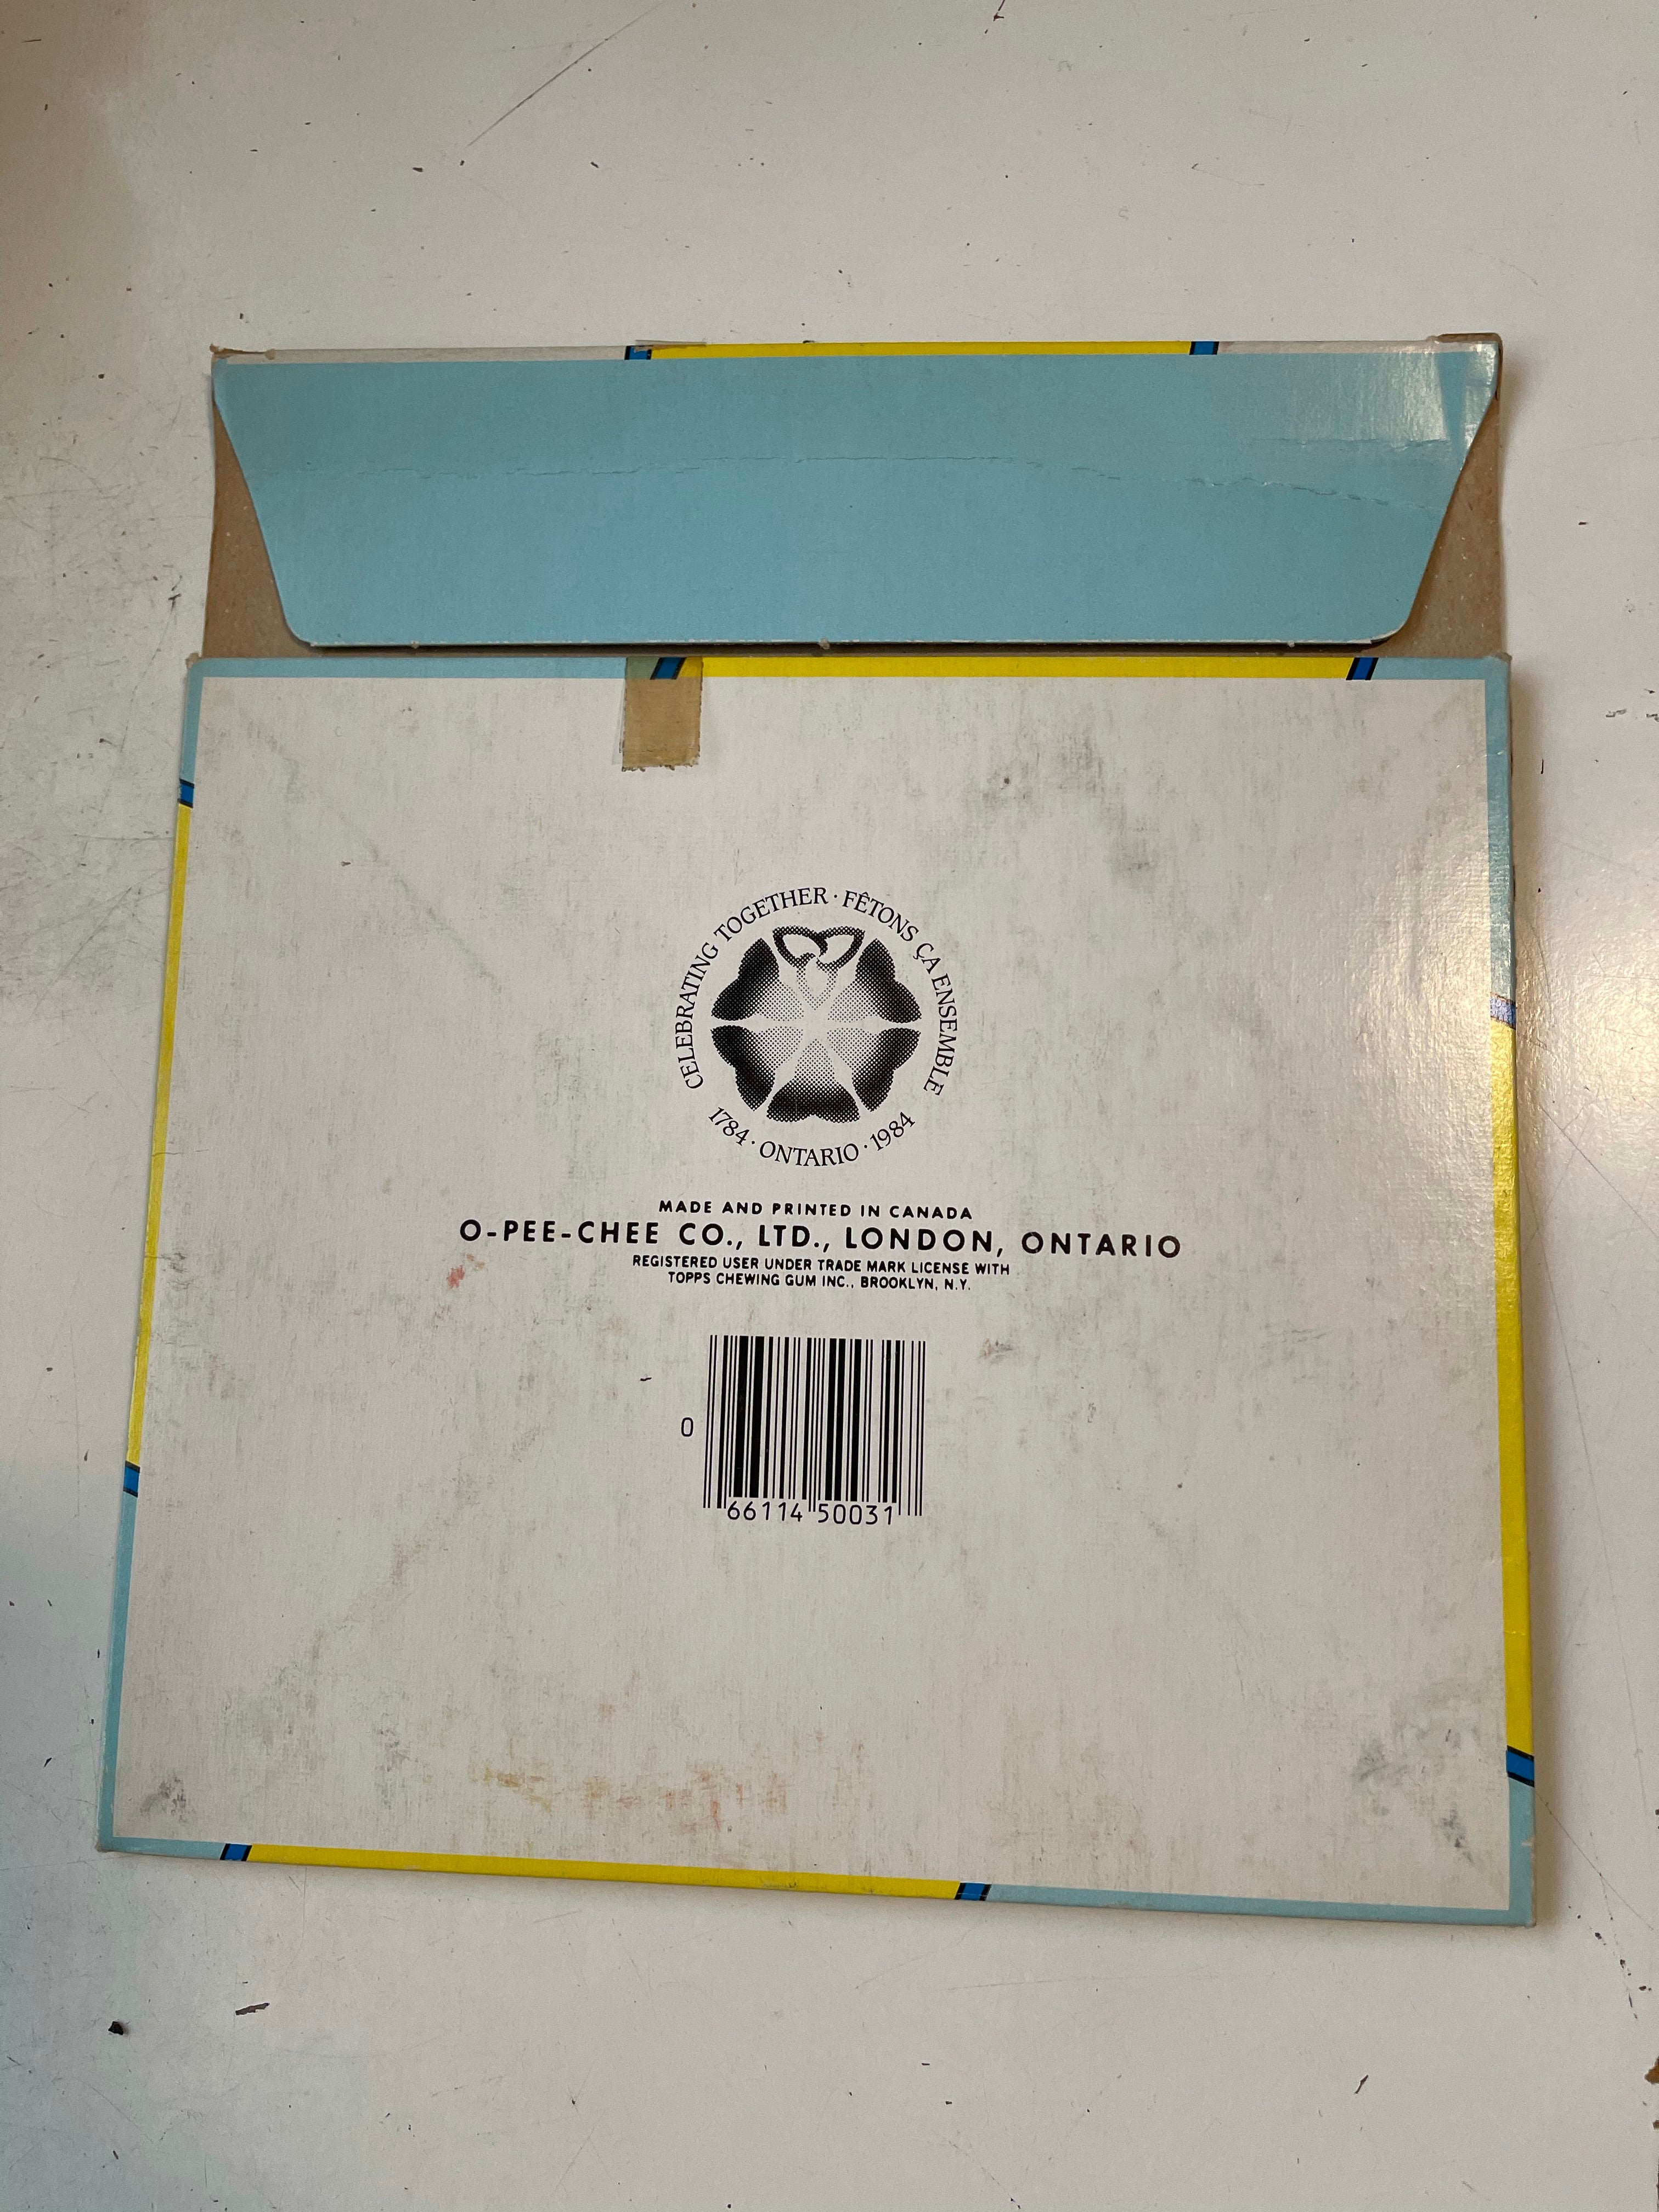 CELEBRATING TOGETHER · FÊTONS ÇA ENSEMBLE
1784 · ONTARIO · 1984
MADE AND PRINTED IN CANADA
O-PEE-CHEE CO., LTD., LONDON, ONTARIO
REGISTERED USER UNDER TRADE MARK LICENSE WITH
TOPPS CHEWING GUM INC., BROOKLYN, N.Y.
0 66114 50031